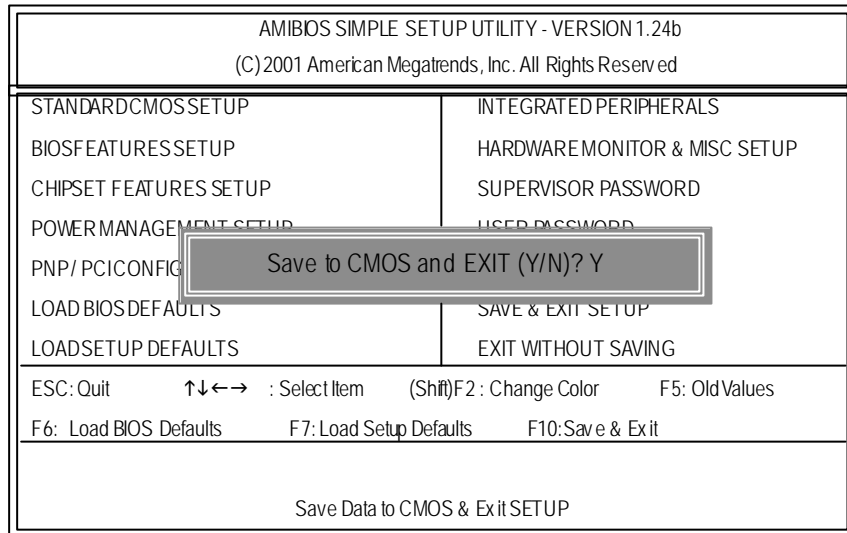 AMIBIOS SIMPLE SETUP UTILITY - VERSION 1.24b
(C) 2001 American Megatrends, Inc. All Rights Reserved
STANDARD CMOS SETUP
BIOS FEATURES SETUP
CHIPSET FEATURES SETUP
POWER MANAGEMENT SETUP
PNP / PCI CONFIG
LOAD BIOS DEFAULTS
LOAD SETUP DEFAULTS
INTEGRATED PERIPHERALS
HARDWARE MONITOR & MISC SETUP
SUPERVISOR PASSWORD
USER PASSWORD
SAVE & EXIT SETUP
EXIT WITHOUT SAVING
Save to CMOS and EXIT (Y/N)? Y
ESC: Quit ↑↓←→ : Select Item (Shift)F2 : Change Color F5: Old Values
F6: Load BIOS Defaults F7: Load Setup Defaults F10: Save & Exit
Save Data to CMOS & Exit SETUP